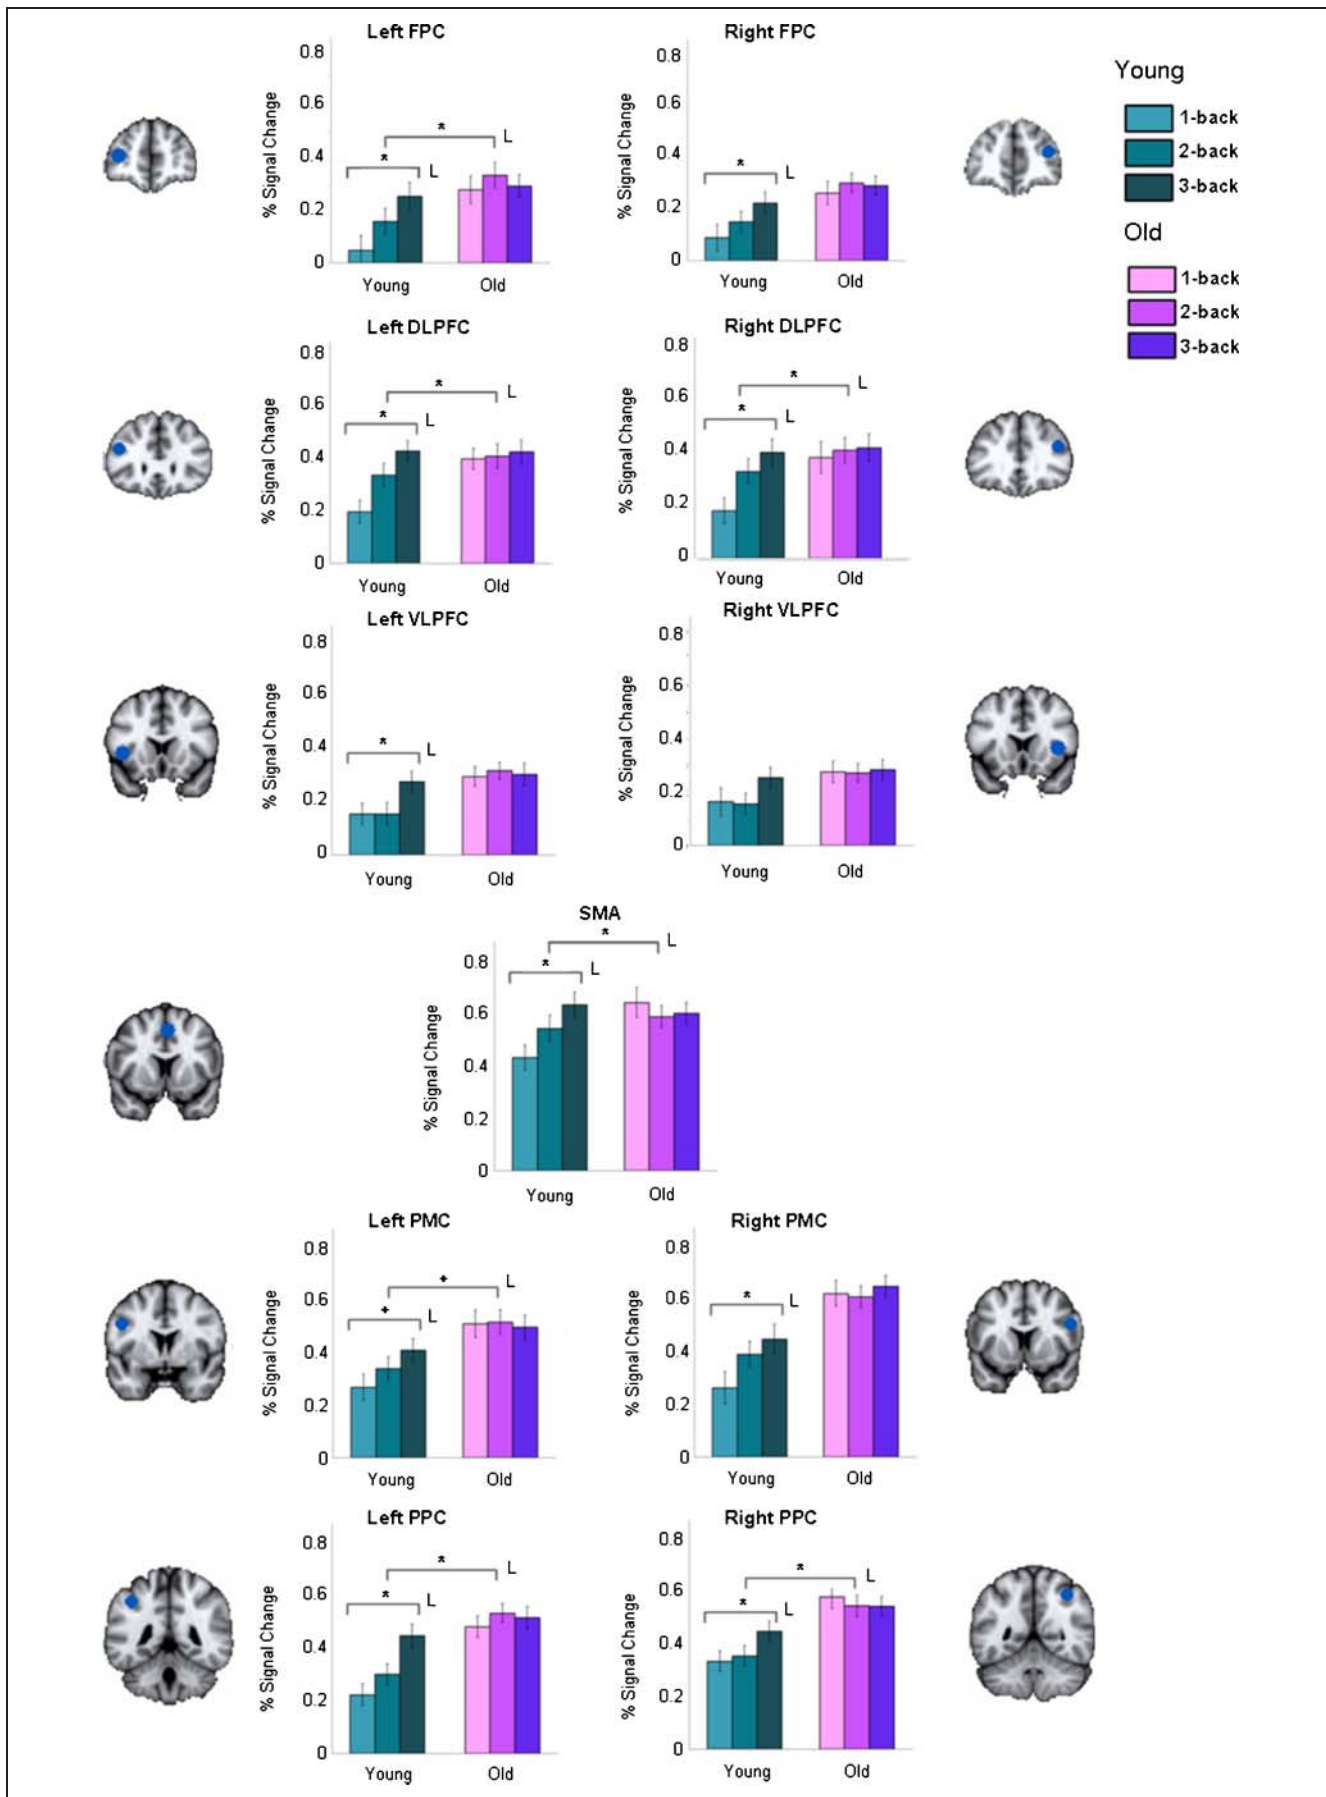 Left FPC
0.8
0.6
0.4
0.2
0
% Signal Change
*
L
*
L
Young
Old
Right FPC
0.8
0.6
0.4
0.2
0
% Signal Change
*
L
Young
Old
Young
1-back
2-back
3-back
Old
1-back
2-back
3-back
Left DLPFC
0.8
0.6
0.4
0.2
0
% Signal Change
*
L
*
L
Young
Old
Right DLPFC
0.8
0.6
0.4
0.2
0
% Signal Change
*
L
*
L
Young
Old
Left VLPFC
0.8
0.6
0.4
0.2
0
% Signal Change
*
L
Young
Old
Right VLPFC
0.8
0.6
0.4
0.2
0
% Signal Change
Young
Old
SMA
0.8
0.6
0.4
0.2
0
% Signal Change
*
L
*
L
Young
Old
Left PMC
0.8
0.6
0.4
0.2
0
% Signal Change
+
L
+
L
Young
Old
Right PMC
0.8
0.6
0.4
0.2
0
% Signal Change
*
L
Young
Old
Left PPC
0.8
0.6
0.4
0.2
0
% Signal Change
*
L
*
L
Young
Old
Right PPC
0.8
0.6
0.4
0.2
0
% Signal Change
*
L
*
L
Young
Old